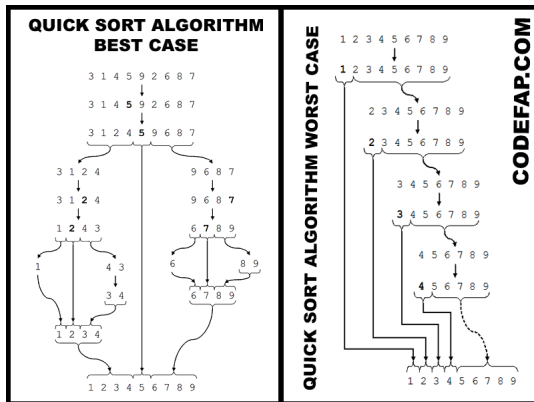 QUICK SORT ALGORITHM
BEST CASE
3 1 4 5 9 2 6 8 7
3 1 4 5 9 2 6 8 7
3 1 2 4 5 9 6 8 7
3 1 2 4
9 6 8 7
3 1 2 4
9 6 8 7
1 2 4 3
6 7 8 9
1
4 3
6
8 9
3 4
6 7 8 9
1 2 3 4
1 2 3 4 5 6 7 8 9
QUICK SORT ALGORITHM WORST CASE
1 2 3 4 5 6 7 8 9
1 2 3 4 5 6 7 8 9
2 3 4 5 6 7 8 9
2 3 4 5 6 7 8 9
3 4 5 6 7 8 9
3 4 5 6 7 8 9
4 5 6 7 8 9
4 5 6 7 8 9
1 2 3 4 5 6 7 8 9
CODEFAP.COM